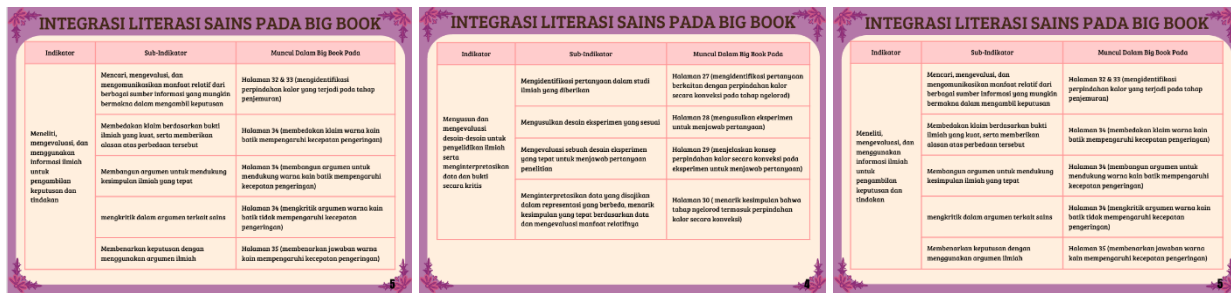 INTEGRASI LITERASI SAINS PADA BIG BOOK
Indikator
Sub-Indikator
Muncul Dalam Big Book Pada
Meneliti,
mengevaluasi, dan
menggunakan
informasi ilmiah
untuk
pengambilan
keputusan dan
tindakan
Mencari, mengevaluasi, dan
mengomunikasikan manfaat relatif dari
berbagai sumber informasi yang mungkin
bermakna dalam mengambil keputusan
Halaman 32 & 33 (mengidentifikasi
perpindahan kalor yang terjadi pada tahap
penjemuran)
Membedakan klaim berdasarkan bukti
ilmiah yang kuat, serta memberikan
alasan atas perbedaan tersebut
Halaman 34 (membedakan klaim warna kain
batik mempengaruhi kecepatan pengeringan)
Membangun argumen untuk mendukung
kesimpulan ilmiah yang tepat
Halaman 34 (membangun argumen untuk
mendukung warna kain batik mempengaruhi
kecepatan pengeringan)
mengkritik dalam argumen terkait sains
Halaman 34 (mengkritik argumen warna kain
batik tidak mempengaruhi kecepatan
pengeringan)
Membenarkan keputusan dengan
menggunakan argumen ilmiah
Halaman 35 (membenarkan jawaban warna
kain mempengaruhi kecepatan pengeringan)
5
INTEGRASI LITERASI SAINS PADA BIG BOOK
Indikator
Sub-Indikator
Muncul Dalam Big Book Pada
Menyusun dan
mengevaluasi
desain-desain untuk
penyelidikan ilmiah
serta
menginterpretasikan
data dan bukti
secara kritis
Mengidentifikasi pertanyaan dalam studi
ilmiah yang diberikan
Halaman 27 (mengidentifikasi pertanyaan
berkaitan dengan perpindahan kalor
secara konveksi pada tahap ngelorod)
Mengusulkan desain eksperimen yang sesuai
Halaman 28 (mengusulkan eksperimen
untuk menjawab pertanyaan)
Mengevaluasi sebuah desain eksperimen
yang tepat untuk menjawab pertanyaan
penelitian
Halaman 29 (menjelaskan konsep
perpindahan kalor secara konveksi pada
eksperimen untuk menjawab pertanyaan)
Menginterpretasikan data yang disajikan
dalam representasi yang berbeda, menarik
kesimpulan yang tepat berdasarkan data
dan mengevaluasi manfaat relatifnya
Halaman 30 ( menarik kesimpulan bahwa
tahap ngelorod termasuk perpindahan
kalor secara konveksi)
4
INTEGRASI LITERASI SAINS PADA BIG BOOK
Indikator
Sub-Indikator
Muncul Dalam Big Book Pada
Meneliti,
mengevaluasi, dan
menggunakan
informasi ilmiah
untuk
pengambilan
keputusan dan
tindakan
Mencari, mengevaluasi, dan
mengomunikasikan manfaat relatif dari
berbagai sumber informasi yang mungkin
bermakna dalam mengambil keputusan
Halaman 32 & 33 (mengidentifikasi
perpindahan kalor yang terjadi pada tahap
penjemuran)
Membedakan klaim berdasarkan bukti
ilmiah yang kuat, serta memberikan
alasan atas perbedaan tersebut
Halaman 34 (membedakan klaim warna kain
batik mempengaruhi kecepatan pengeringan)
Membangun argumen untuk mendukung
kesimpulan ilmiah yang tepat
Halaman 34 (membangun argumen untuk
mendukung warna kain batik mempengaruhi
kecepatan pengeringan)
mengkritik dalam argumen terkait sains
Halaman 34 (mengkritik argumen warna kain
batik tidak mempengaruhi kecepatan
pengeringan)
Membenarkan keputusan dengan
menggunakan argumen ilmiah
Halaman 35 (membenarkan jawaban warna
kain mempengaruhi kecepatan pengeringan)
5